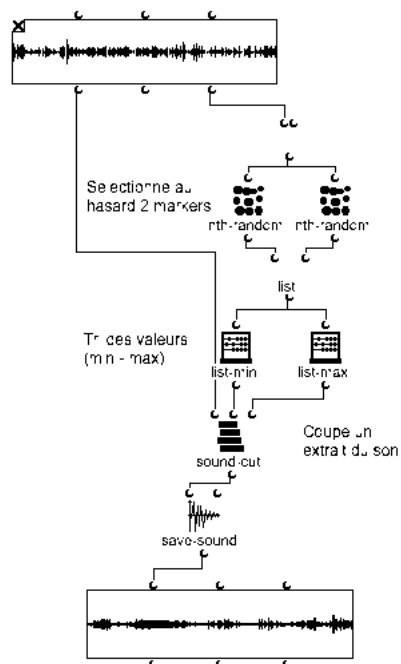 Selectionne au
hasard 2 markers
nth-random nth-random
list
Tri des valeurs
(min - max)
list-min list-max
Coupe un
extrait du son
sound-cut
save-sound